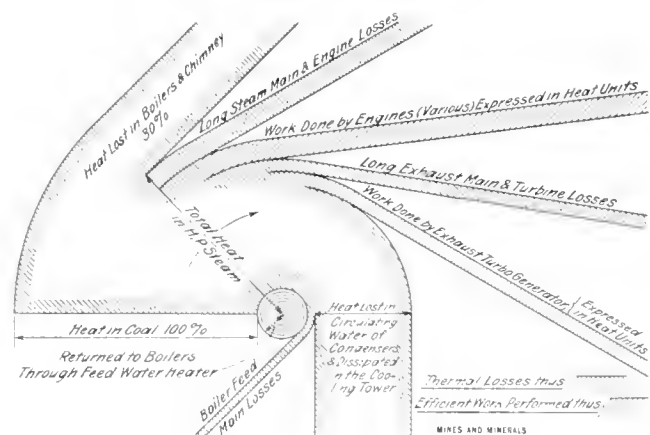 Heat Lost in Boilers & Chimney
30%
Long Steam Main & Engine Losses
Work Done by Engines (Various) Expressed in Heat Units
Long Exhaust Main & Turbine Losses
Work Done by Exhaust Turbo Generator
Expressed
in Heat Units
Total Heat
in H.P. Steam
Heat in Coal 100%
Returned to Boilers
Through Feed Water heater
Boiler Feed
Main Losses
Heat Lost in
Circulating
Water of
Condensers
& Dissipated
in the Coo-
ling Tower
Thermal Losses thus
Efficient Work Performed thus.
MINES AND MINERALS